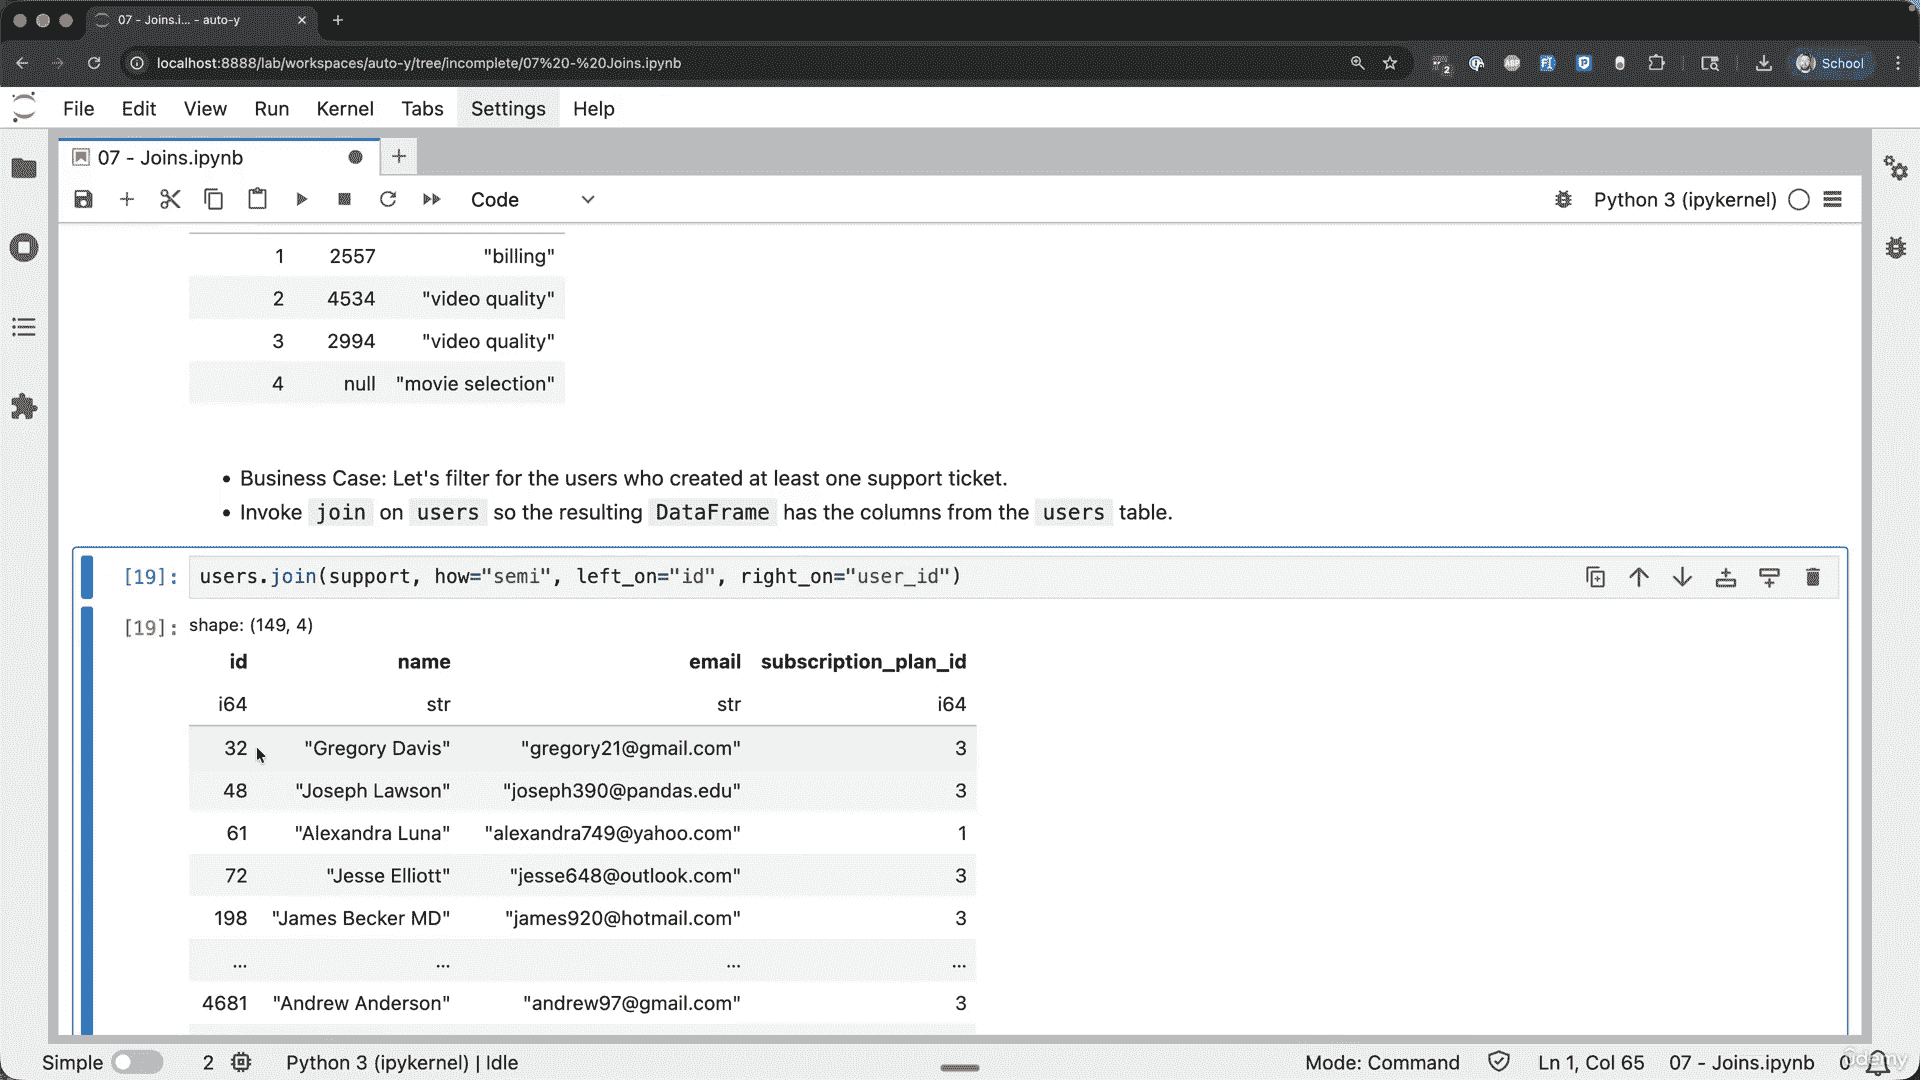 07 - Joins.i... - auto-y
localhost:8888/lab/workspaces/auto-y/tree/incomplete/07%20-%20Joins.ipynb
2
ABP
School
File Edit View Run Kernel Tabs Settings Help
07 - Joins.ipynb
Code
Python 3 (ipykernel)
1 2557 "billing"
2 4534 "video quality"
3 2994 "video quality"
4 null "movie selection"
• Business Case: Let's filter for the users who created at least one support ticket.
• Invoke join on users so the resulting DataFrame has the columns from the users table.
[19]: users.join(support, how="semi", left_on="id", right_on="user_id")
[19]: shape: (149, 4)
id name email subscription_plan_id
i64 str str i64
32 "Gregory Davis" "gregory21@gmail.com" 3
48 "Joseph Lawson" "joseph390@pandas.edu" 3
61 "Alexandra Luna" "alexandra749@yahoo.com" 1
72 "Jesse Elliott" "jesse648@outlook.com" 3
198 "James Becker MD" "james920@hotmail.com" 3
... ... ... ...
4681 "Andrew Anderson" "andrew97@gmail.com" 3
Simple 2 Python 3 (ipykernel) | Idle Mode: Command Ln 1, Col 65 07 - Joins.ipynb 0
udemy